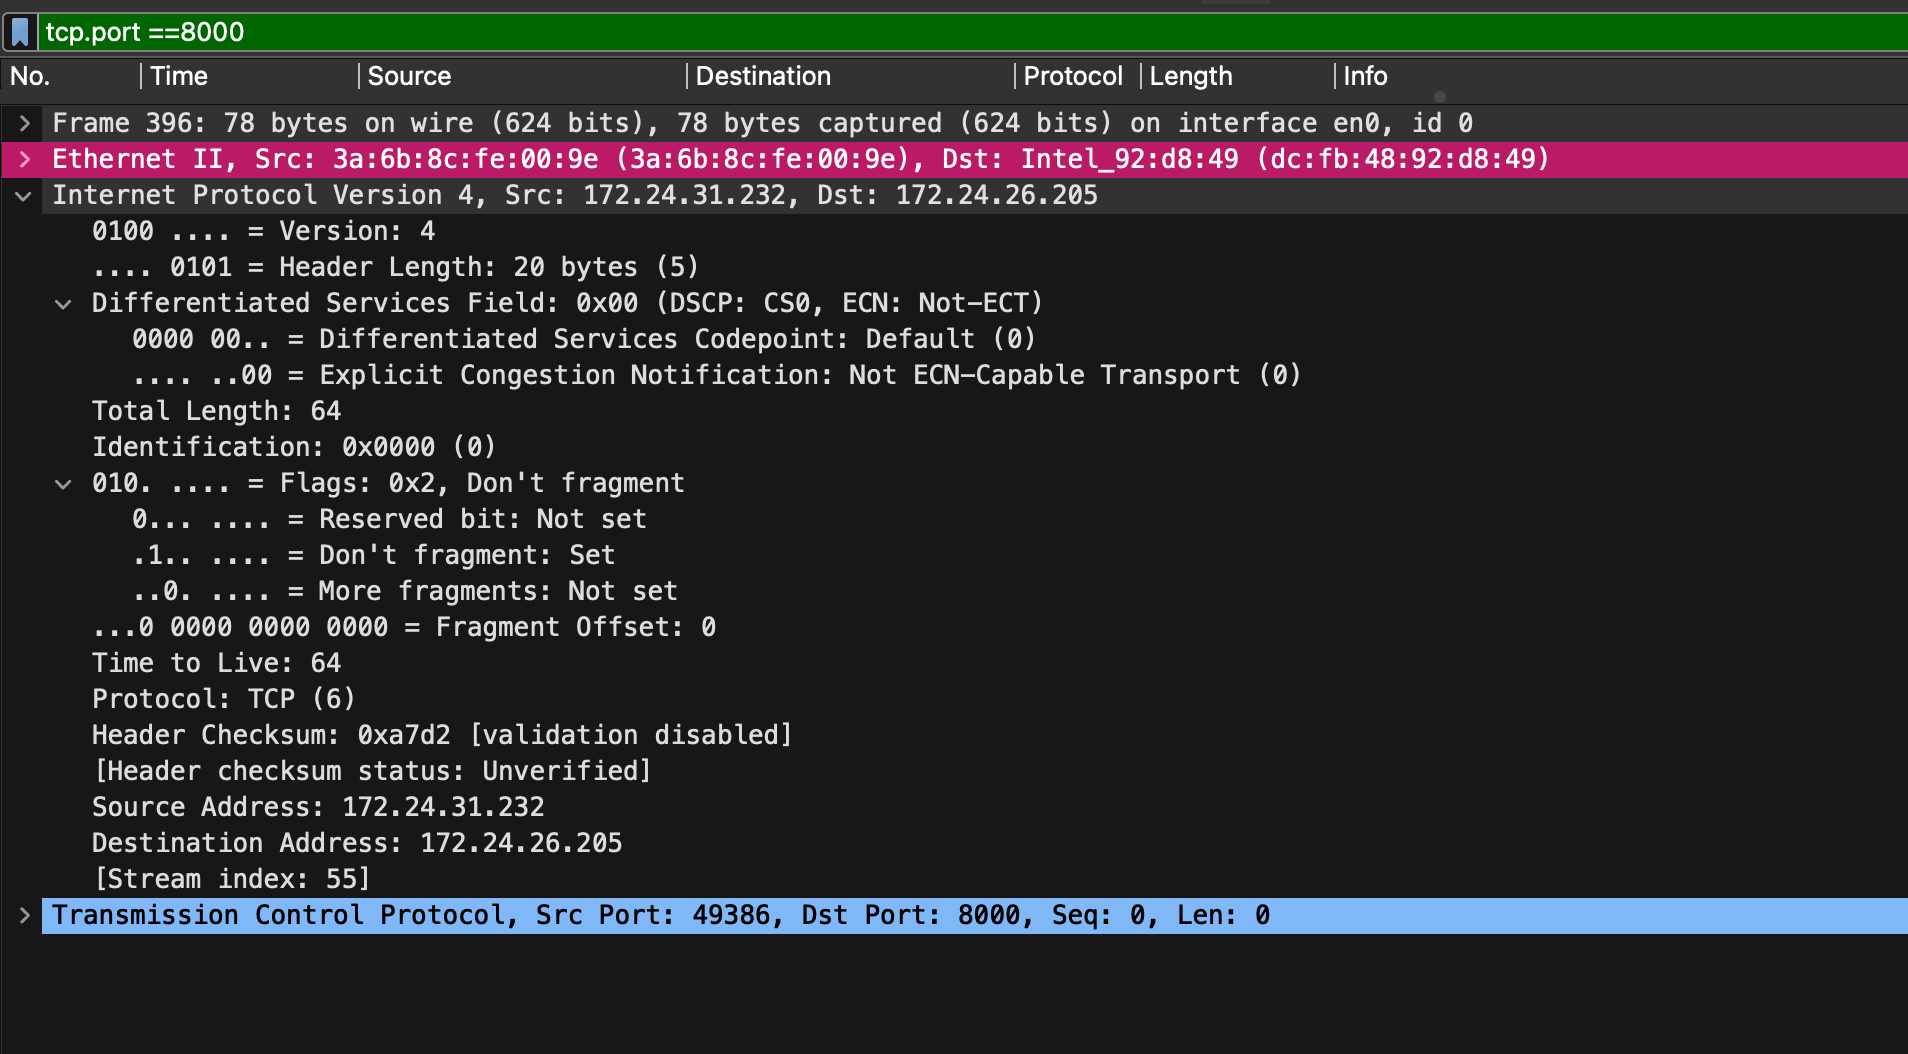 tcp.port ==8000
No. Time Source Destination Protocol Length Info
Frame 396: 78 bytes on wire (624 bits), 78 bytes captured (624 bits) on interface en0, id 0
Ethernet II, Src: 3a:6b:8c:fe:00:9e (3a:6b:8c:fe:00:9e), Dst: Intel_92:d8:49 (dc:fb:48:92:d8:49)
Internet Protocol Version 4, Src: 172.24.31.232, Dst: 172.24.26.205
0100 .... = Version: 4
.... 0101 = Header Length: 20 bytes (5)
Differentiated Services Field: 0x00 (DSCP: CS0, ECN: Not-ECT)
0000 00.. = Differentiated Services Codepoint: Default (0)
.... ..00 = Explicit Congestion Notification: Not ECN-Capable Transport (0)
Total Length: 64
Identification: 0x0000 (0)
010. .... = Flags: 0x2, Don't fragment
0... .... = Reserved bit: Not set
.1.. .... = Don't fragment: Set
..0. .... = More fragments: Not set
...0 0000 0000 0000 = Fragment Offset: 0
Time to Live: 64
Protocol: TCP (6)
Header Checksum: 0xa7d2 [validation disabled]
[Header checksum status: Unverified]
Source Address: 172.24.31.232
Destination Address: 172.24.26.205
[Stream index: 55]
Transmission Control Protocol, Src Port: 49386, Dst Port: 8000, Seq: 0, Len: 0